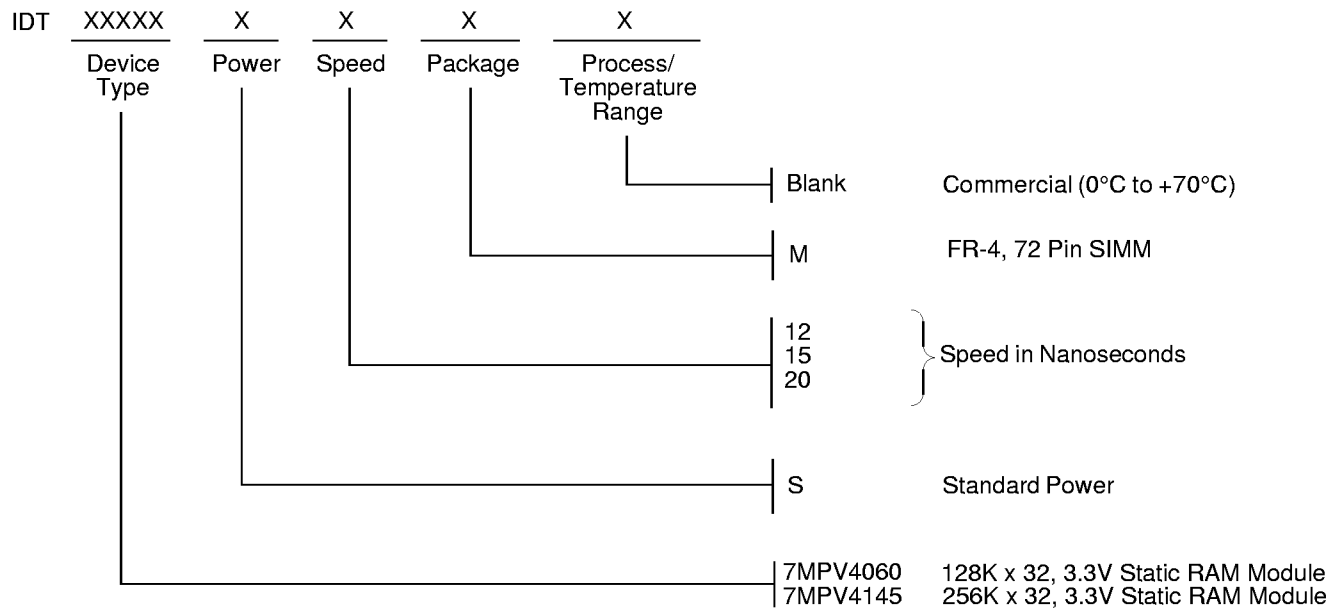 IDT XXXXX X X X X
Device Type Power Speed Package Process/ Temperature Range
Blank Commercial (0°C to +70°C)
M FR-4, 72 Pin SIMM
12
15
20
Speed in Nanoseconds
S Standard Power
7MPV4060 128K x 32, 3.3V Static RAM Module
7MPV4145 256K x 32, 3.3V Static RAM Module